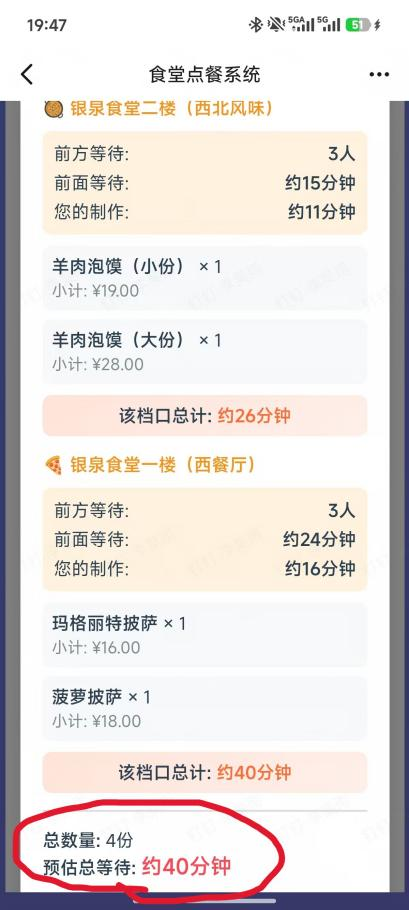 19:47
5GA 5G 51
食堂点餐系统
银泉食堂二楼（西北风味）
前方等待: 3人
前面等待: 约15分钟
您的制作: 约11分钟
羊肉泡馍（小份） × 1
小计: ¥19.00
羊肉泡馍（大份） × 1
小计: ¥28.00
该档口总计: 约26分钟
银泉食堂一楼（西餐厅）
前方等待: 3人
前面等待: 约24分钟
您的制作: 约16分钟
玛格丽特披萨 × 1
小计: ¥16.00
菠萝披萨 × 1
小计: ¥18.00
该档口总计: 约40分钟
总数量: 4份
预估总等待: 约40分钟